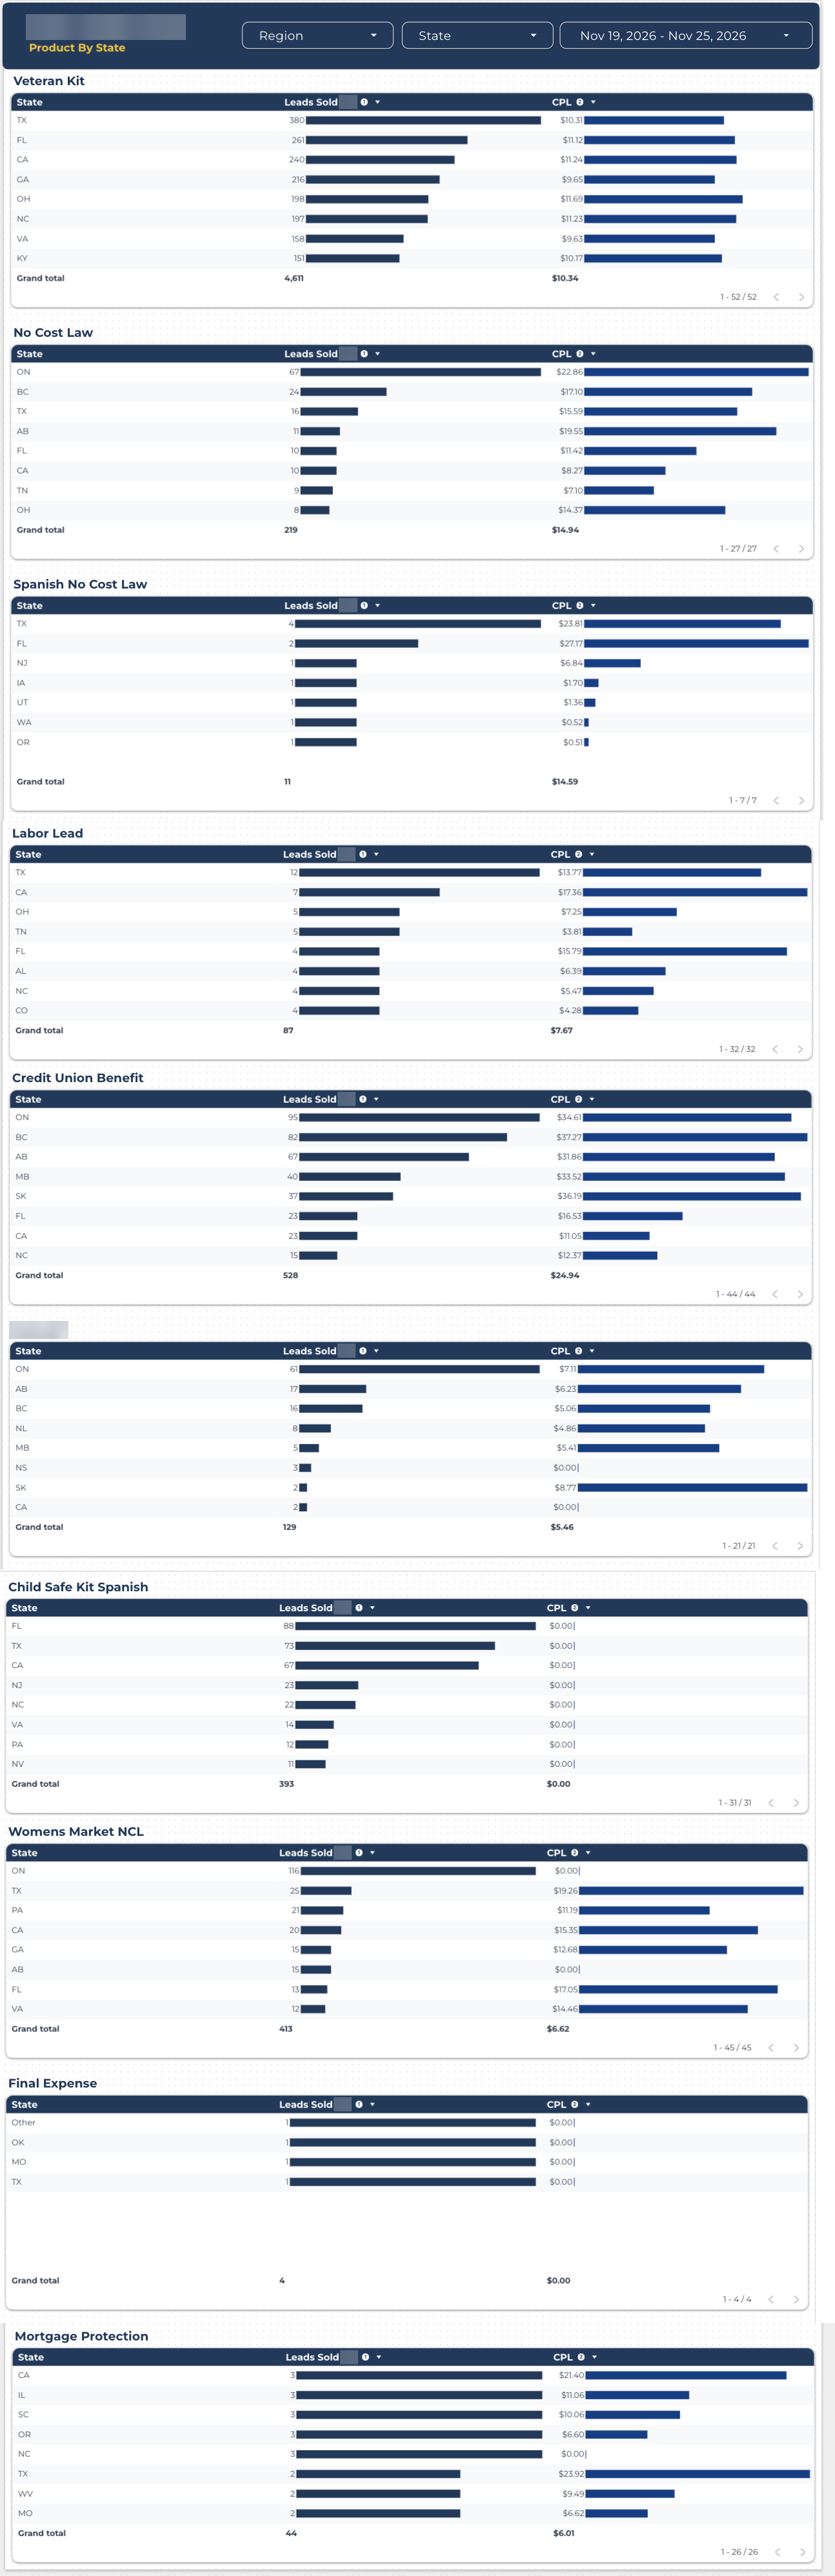 Product By State
Region
State
Nov 19, 2026 - Nov 25, 2026
Veteran Kit
State Leads Sold 1 CPL 2
TX 380 $10.31
FL 261 $11.12
CA 240 $11.24
GA 216 $9.65
OH 198 $11.69
NC 197 $11.23
VA 158 $9.63
KY 151 $10.17
Grand total 4,611 $10.34
1 - 52 / 52
No Cost Law
State Leads Sold 1 CPL 2
ON 67 $22.86
BC 24 $17.10
TX 16 $15.59
AB 11 $19.55
FL 10 $11.42
CA 10 $8.27
TN 9 $7.10
OH 8 $14.37
Grand total 219 $14.94
1 - 27 / 27
Spanish No Cost Law
State Leads Sold 1 CPL 2
TX 4 $23.81
FL 2 $27.17
NJ 1 $6.84
IA 1 $1.70
UT 1 $1.36
WA 1 $0.52
OR 1 $0.51
Grand total 11 $14.59
1 - 7 / 7
Labor Lead
State Leads Sold 1 CPL 2
TX 12 $13.77
CA 7 $17.36
OH 5 $7.25
TN 5 $3.81
FL 4 $15.79
AL 4 $6.39
NC 4 $5.47
CO 4 $4.28
Grand total 87 $7.67
1 - 32 / 32
Credit Union Benefit
State Leads Sold 1 CPL 2
ON 95 $34.61
BC 82 $37.27
AB 67 $31.86
MB 40 $33.52
SK 37 $36.19
FL 23 $16.53
CA 23 $11.05
NC 15 $12.37
Grand total 528 $24.94
1 - 44 / 44
State Leads Sold 1 CPL 2
ON 61 $7.11
AB 17 $6.23
BC 16 $5.06
NL 8 $4.86
MB 5 $5.41
NS 3 $0.00
SK 2 $8.77
CA 2 $0.00
Grand total 129 $5.46
1 - 21 / 21
Child Safe Kit Spanish
State Leads Sold 1 CPL 2
FL 88 $0.00
TX 73 $0.00
CA 67 $0.00
NJ 23 $0.00
NC 22 $0.00
VA 14 $0.00
PA 12 $0.00
NV 11 $0.00
Grand total 393 $0.00
1 - 31 / 31
Womens Market NCL
State Leads Sold 1 CPL 2
ON 116 $0.00
TX 25 $19.26
PA 21 $11.19
CA 20 $15.35
GA 15 $12.68
AB 15 $0.00
FL 13 $17.05
VA 12 $14.46
Grand total 413 $6.62
1 - 45 / 45
Final Expense
State Leads Sold 1 CPL 2
Other 1 $0.00
OK 1 $0.00
MO 1 $0.00
TX 1 $0.00
Grand total 4 $0.00
1 - 4 / 4
Mortgage Protection
State Leads Sold 1 CPL 2
CA 3 $21.40
IL 3 $11.06
SC 3 $10.06
OR 3 $6.60
NC 3 $0.00
TX 2 $23.92
WV 2 $9.49
MO 2 $6.62
Grand total 44 $6.01
1 - 26 / 26